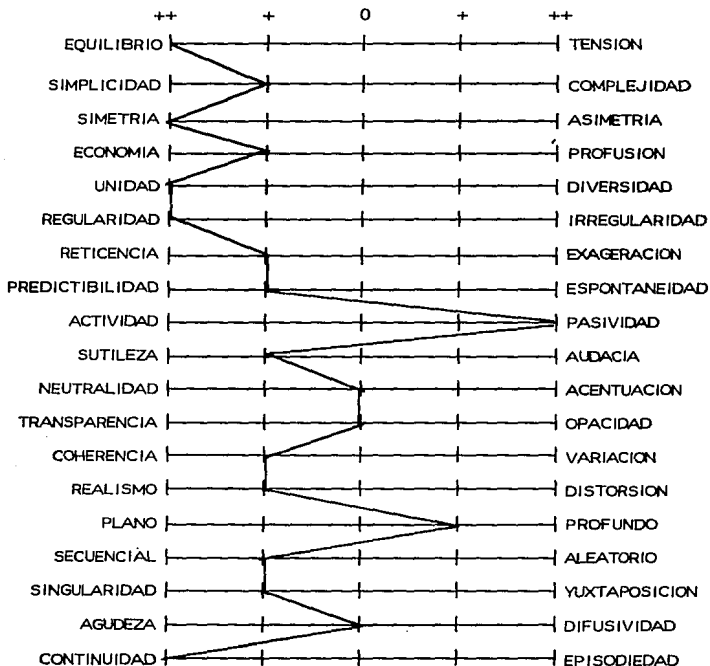 ++ + 0 + ++
EQUILIBRIO TENSION
SIMPLICIDAD COMPLEJIDAD
SIMETRIA ASIMETRIA
ECONOMIA PROFUSION
UNIDAD DIVERSIDAD
REGULARIDAD IRREGULARIDAD
RETICENCIA EXAGERACION
PREDICTIBILIDAD ESPONTANEIDAD
ACTIVIDAD PASIVIDAD
SUTILEZA AUDACIA
NEUTRALIDAD ACENTUACION
TRANSPARENCIA OPACIDAD
COHERENCIA VARIACION
REALISMO DISTORSION
PLANO PROFUNDO
SECUENCIAL ALEATORIO
SINGULARIDAD YUXTAPOSICION
AGUDEZA DIFUSIVIDAD
CONTINUIDAD EPISODIEDAD